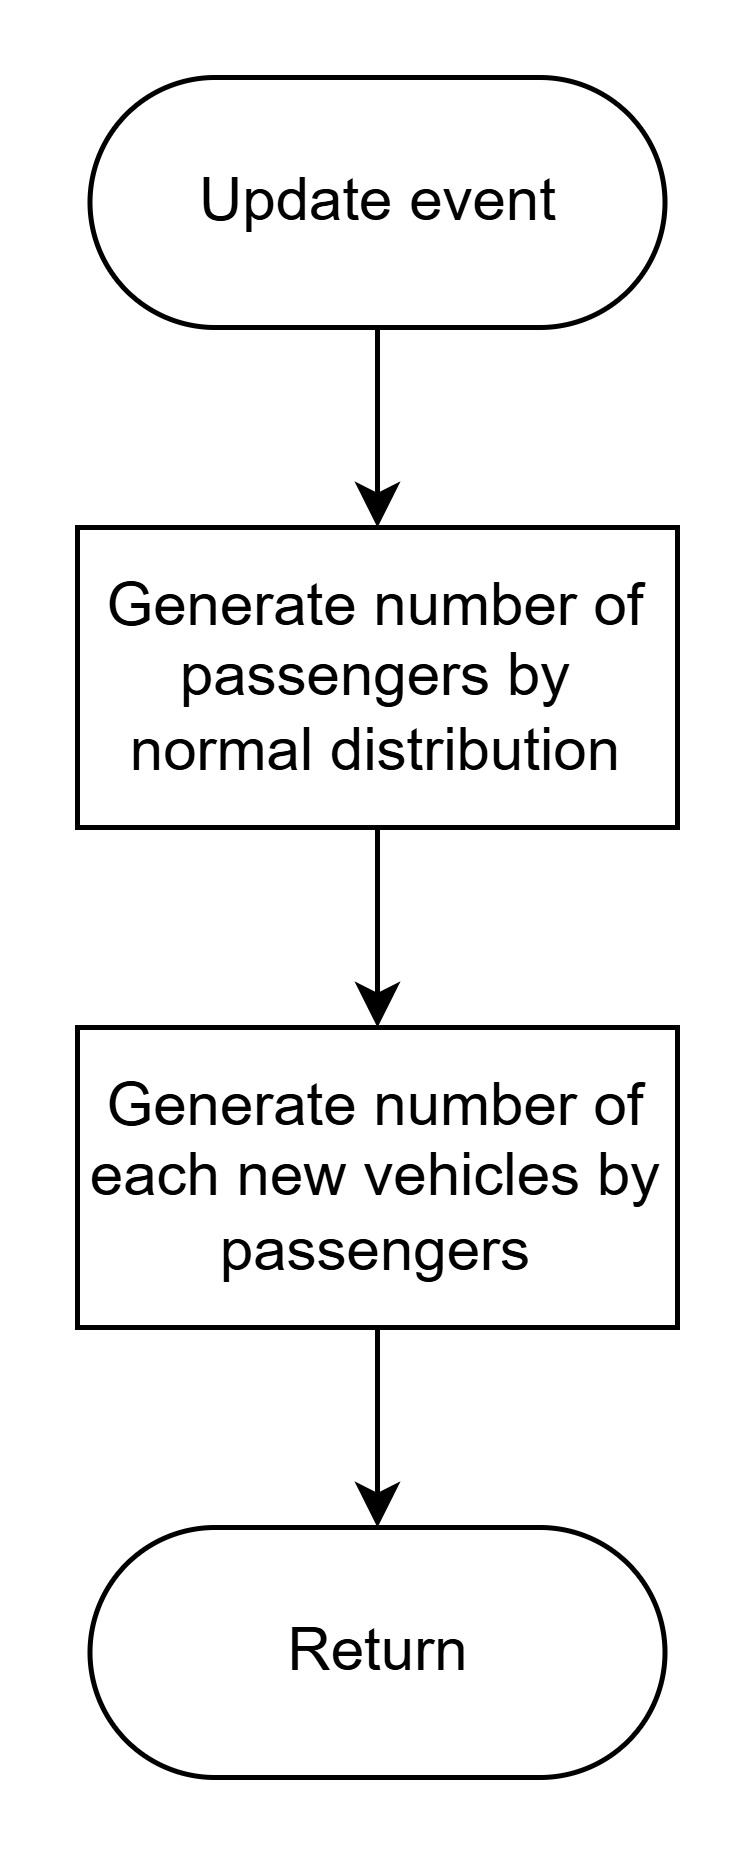 Update event
Generate number of
passengers by
normal distribution
Generate number of
each new vehicles by
passengers
Return